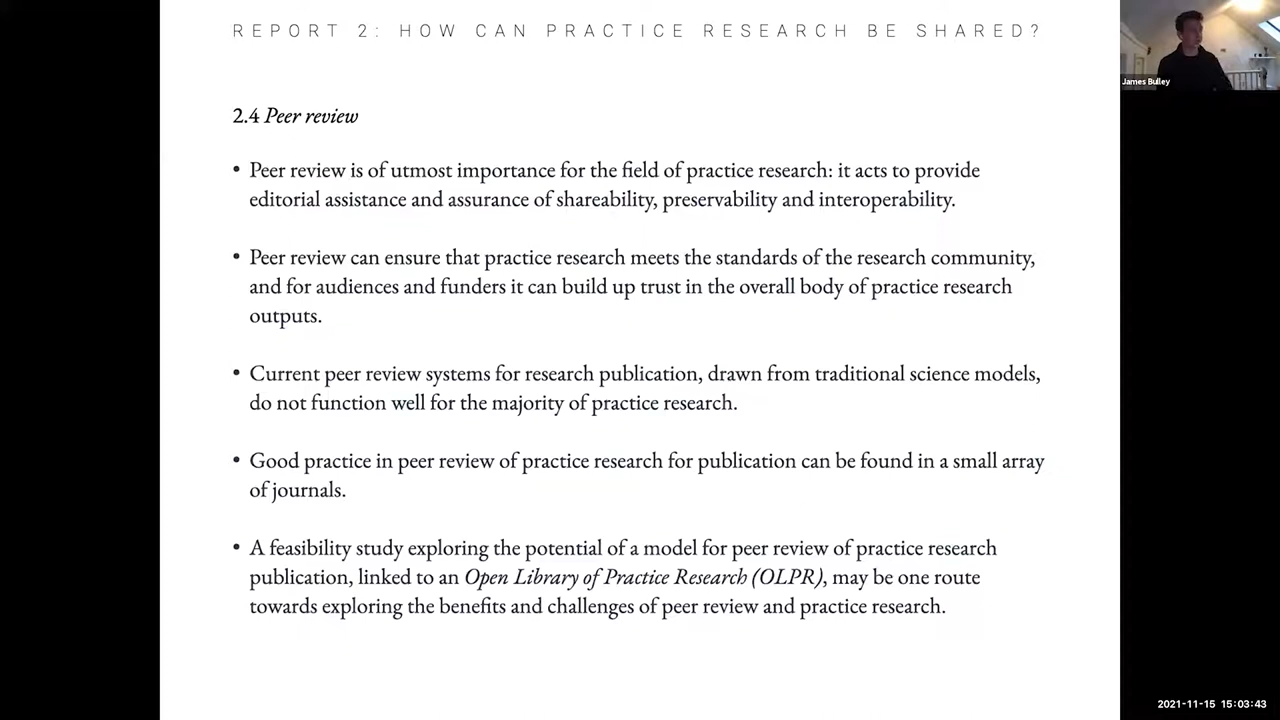 REPORT 2: HOW CAN PRACTICE RESEARCH BE SHARED?
James Bulley
2.4 Peer review
• Peer review is of utmost importance for the field of practice research: it acts to provide
editorial assistance and assurance of shareability, preservability and interoperability.
• Peer review can ensure that practice research meets the standards of the research community,
and for audiences and funders it can build up trust in the overall body of practice research
outputs.
• Current peer review systems for research publication, drawn from traditional science models,
do not function well for the majority of practice research.
• Good practice in peer review of practice research for publication can be found in a small array
of journals.
• A feasibility study exploring the potential of a model for peer review of practice research
publication, linked to an Open Library of Practice Research (OLPR), may be one route
towards exploring the benefits and challenges of peer review and practice research.
2021-11-15 15:03:43